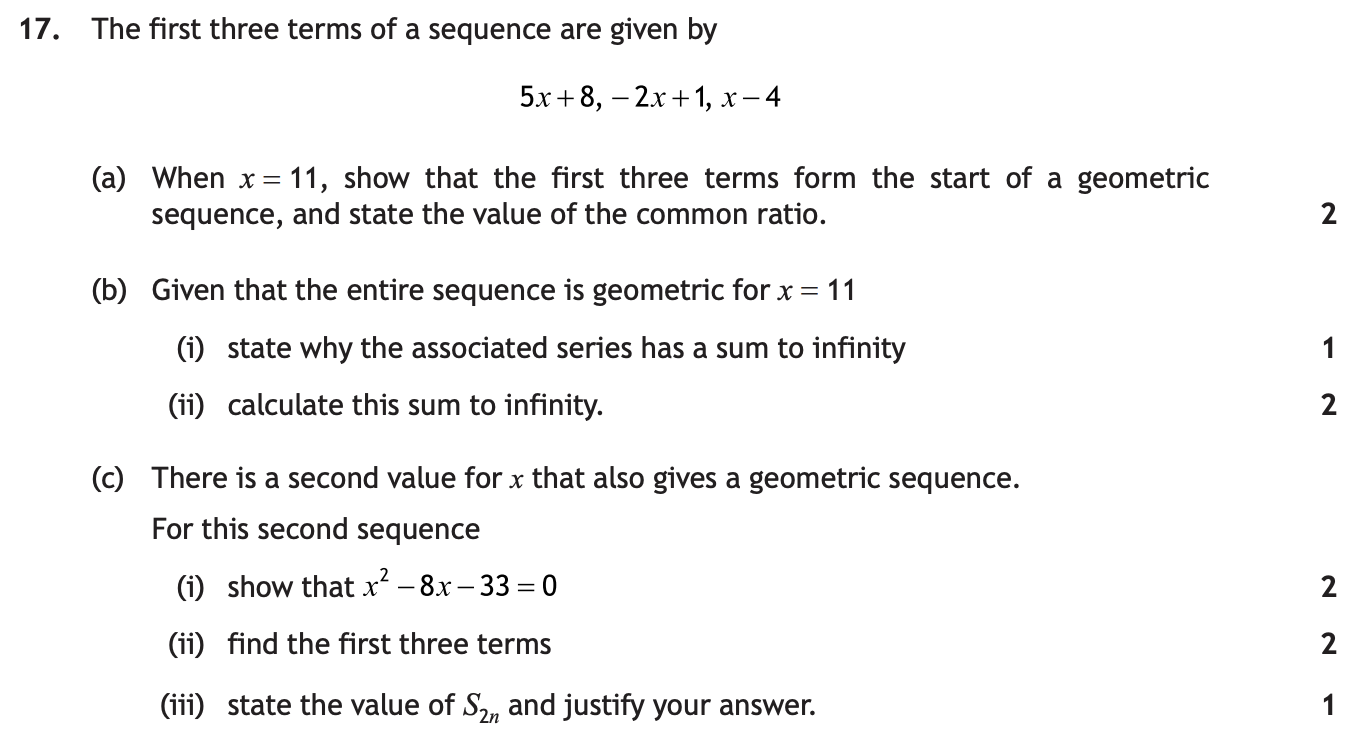 17. The first three terms of a sequence are given by
5x + 8, − 2x + 1, x − 4
(a) When x = 11, show that the first three terms form the start of a geometric
sequence, and state the value of the common ratio. 2
(b) Given that the entire sequence is geometric for x = 11
(i) state why the associated series has a sum to infinity 1
(ii) calculate this sum to infinity. 2
(c) There is a second value for x that also gives a geometric sequence.
For this second sequence
(i) show that x² − 8x − 33 = 0 2
(ii) find the first three terms 2
(iii) state the value of S₂ₙ and justify your answer. 1